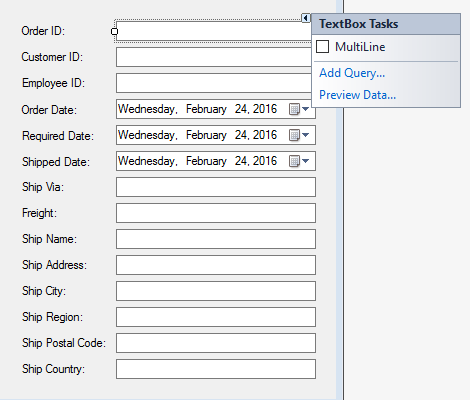 TextBox Tasks
MultiLine
Add Query...
Preview Data...
Order ID:
Customer ID:
Employee ID:
Order Date: Wednesday, February 24, 2016
Required Date: Wednesday, February 24, 2016
Shipped Date: Wednesday, February 24, 2016
Ship Via:
Freight:
Ship Name:
Ship Address:
Ship City:
Ship Region:
Ship Postal Code:
Ship Country: